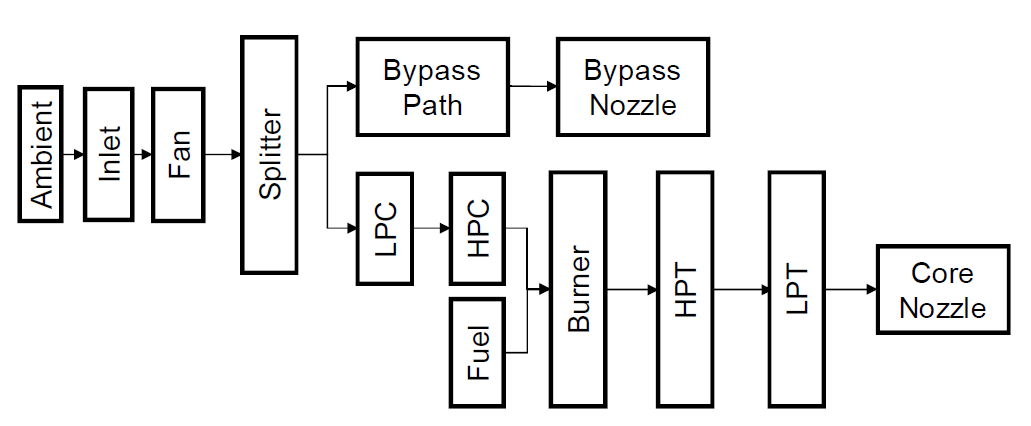 Ambient
Inlet
Fan
Splitter
Bypass
Path
Bypass
Nozzle
LPC
HPC
Fuel
Burner
HPT
LPT
Core
Nozzle